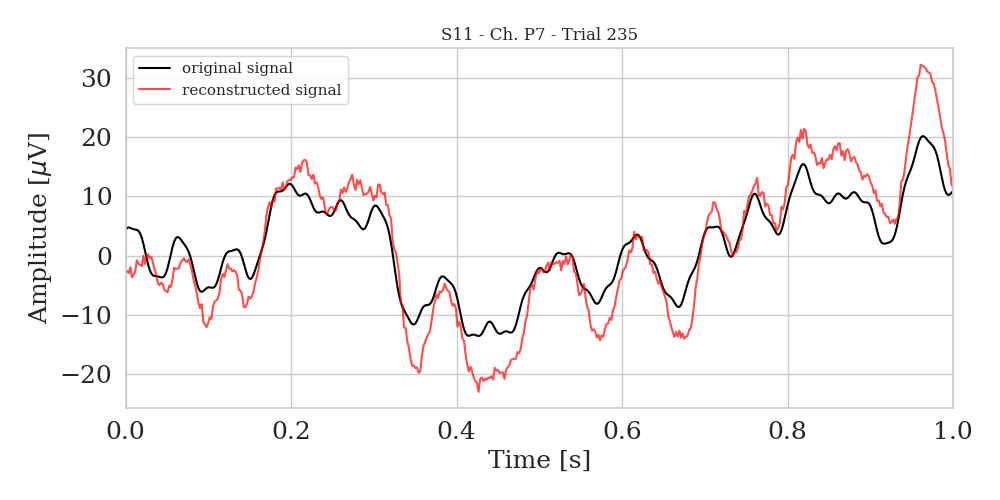 S11 - Ch. P7 - Trial 235
original signal
reconstructed signal
Amplitude [μV]
30
20
10
0
−10
−20
0.0 0.2 0.4 0.6 0.8 1.0
Time [s]